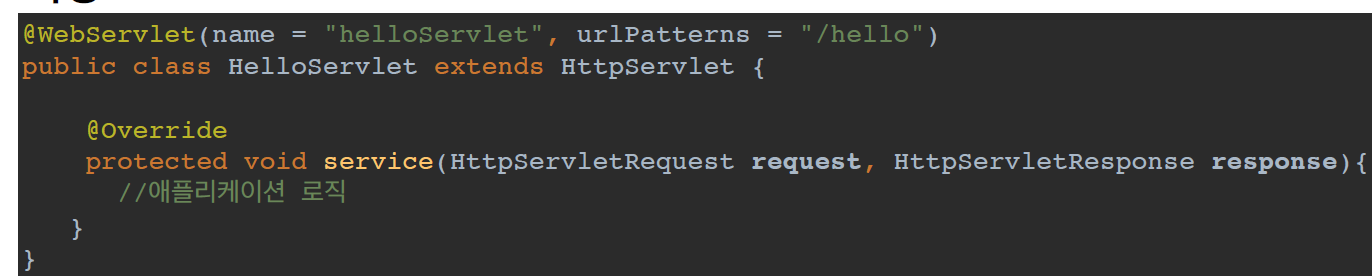 @WebServlet(name = "helloServlet", urlPatterns = "/hello")
public class HelloServlet extends HttpServlet {
@Override
protected void service(HttpServletRequest request, HttpServletResponse response){
//애플리케이션 로직
}
}